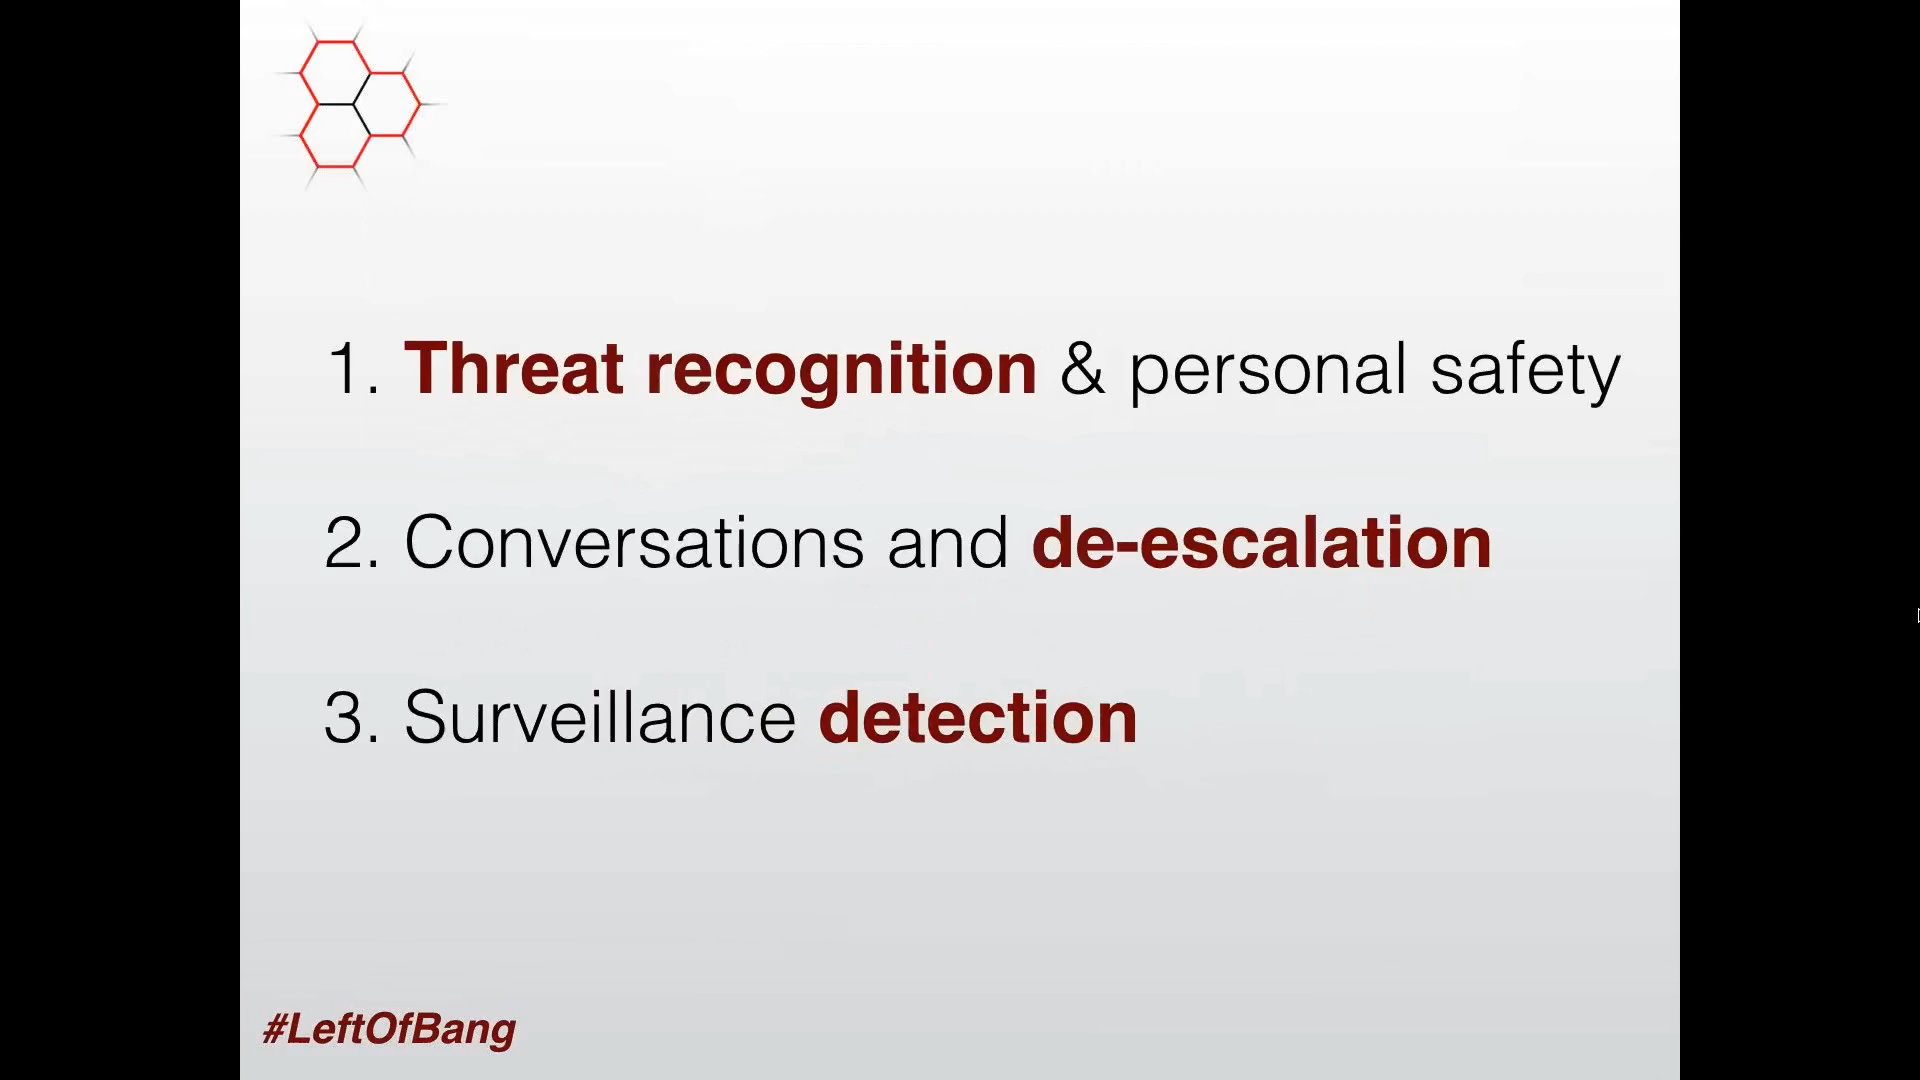 1. Threat recognition & personal safety
2. Conversations and de-escalation
3. Surveillance detection
#LeftOfBang